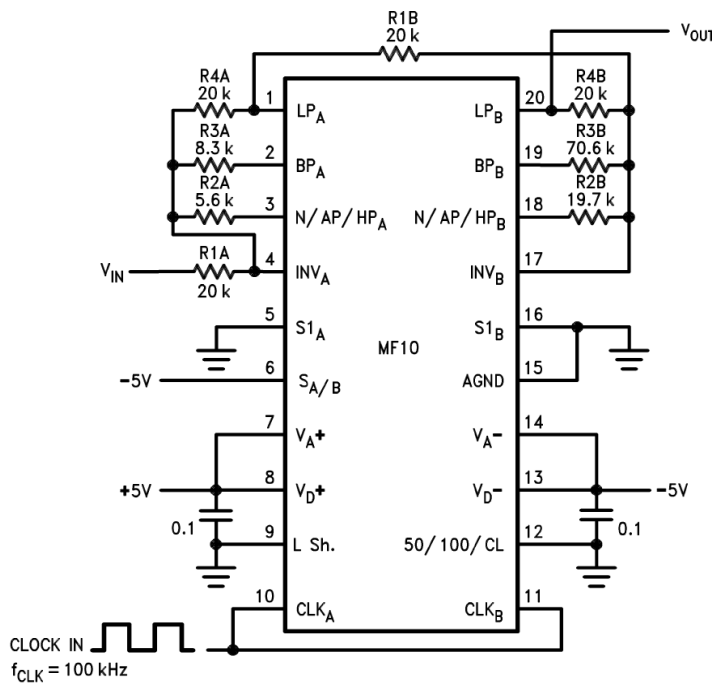 R1B
20 k
V_OUT
R4A
20 k
1
LP_A
20
LP_B
R4B
20 k
R3A
8.3 k
2
BP_A
19
BP_B
R3B
70.6 k
R2A
5.6 k
3
N/AP/HP_A
18
N/AP/HP_B
R2B
19.7 k
V_IN
R1A
20 k
4
INV_A
17
INV_B
5
S1_A
16
S1_B
MF10
-5V
6
S_A/B
15
AGND
7
V_A+
14
V_A-
+5V
8
V_D+
13
V_D-
-5V
0.1
9
L Sh.
12
50/100/CL
0.1
10
CLK_A
11
CLK_B
CLOCK IN
f_CLK = 100 kHz